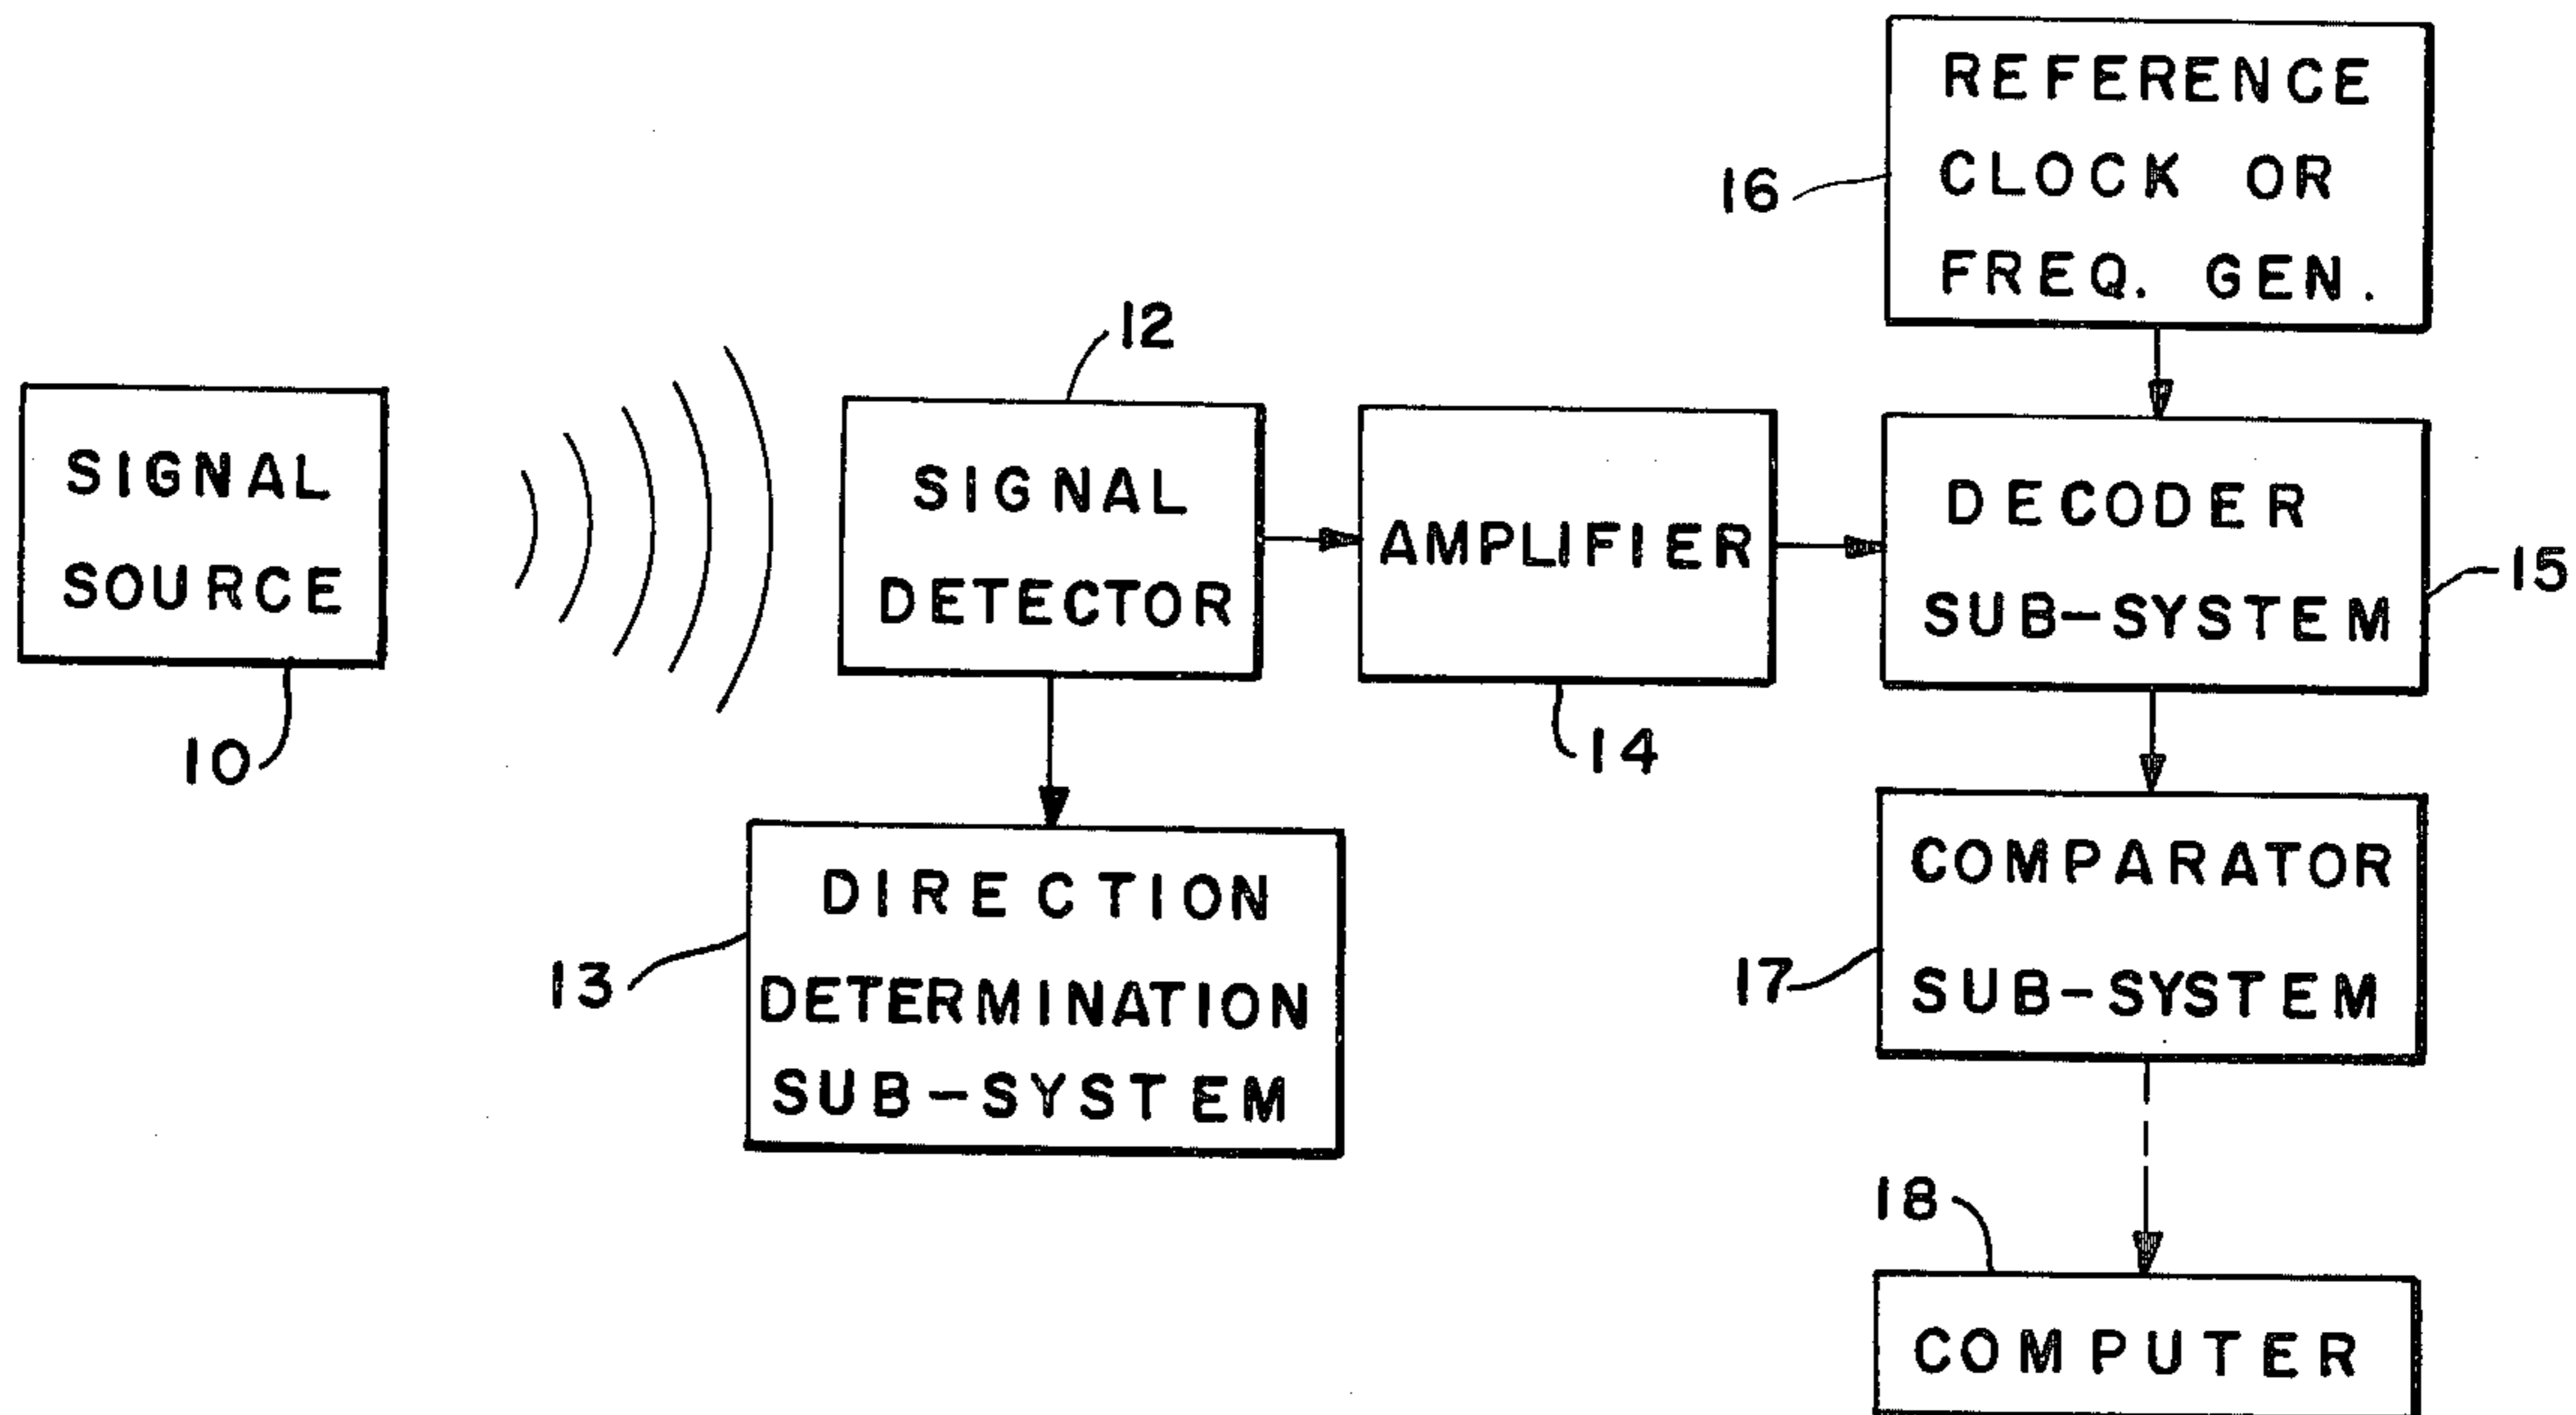 SIGNAL
SOURCE
10
12
SIGNAL
DETECTOR
DIRECTION
DETERMINATION
SUB-SYSTEM
13
AMPLIFIER
14
16
REFERENCE
CLOCK OR
FREQ. GEN.
DECODER
SUB-SYSTEM
15
COMPARATOR
SUB-SYSTEM
17
18
COMPUTER